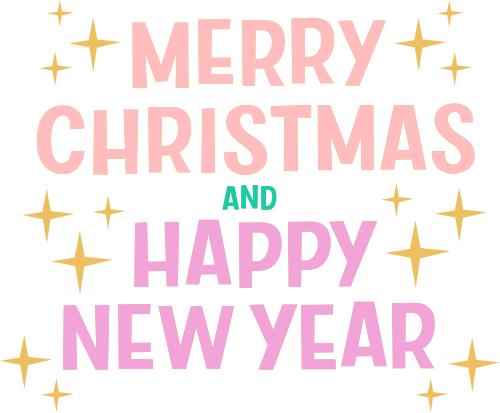 MERRY
CHRISTMAS
AND
HAPPY
NEW YEAR